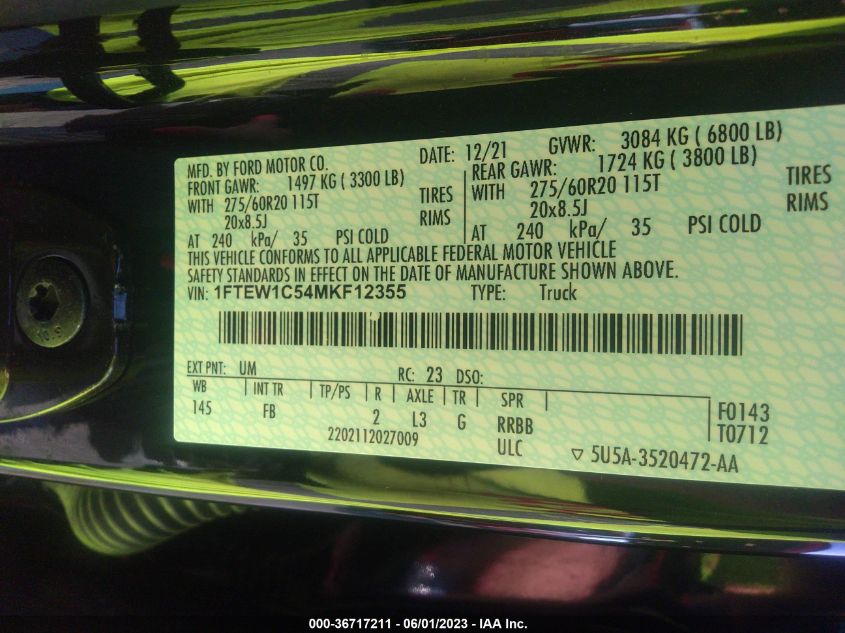 MFD. BY FORD MOTOR CO. DATE: 12/21 GVWR: 3084 KG ( 6800 LB)
FRONT GAWR: 1497 KG ( 3300 LB) REAR GAWR: 1724 KG ( 3800 LB)
WITH 275/60R20 115T TIRES WITH 275/60R20 115T TIRES
20x8.5J RIMS 20x8.5J RIMS
AT 240 kPa/ 35 PSI COLD AT 240 kPa/ 35 PSI COLD
THIS VEHICLE CONFORMS TO ALL APPLICABLE FEDERAL MOTOR VEHICLE
SAFETY STANDARDS IN EFFECT ON THE DATE OF MANUFACTURE SHOWN ABOVE.
VIN: 1FTEW1C54MKF12355 TYPE: Truck
EXT PNT: UM RC: 23 DSO:
WB INT TR TP/PS R AXLE TR SPR
145 FB 2 L3 G RRBB F0143
2202112027009 ULC T0712
5U5A-3520472-AA
10.9
000-36717211 - 06/01/2023 - IAA Inc.